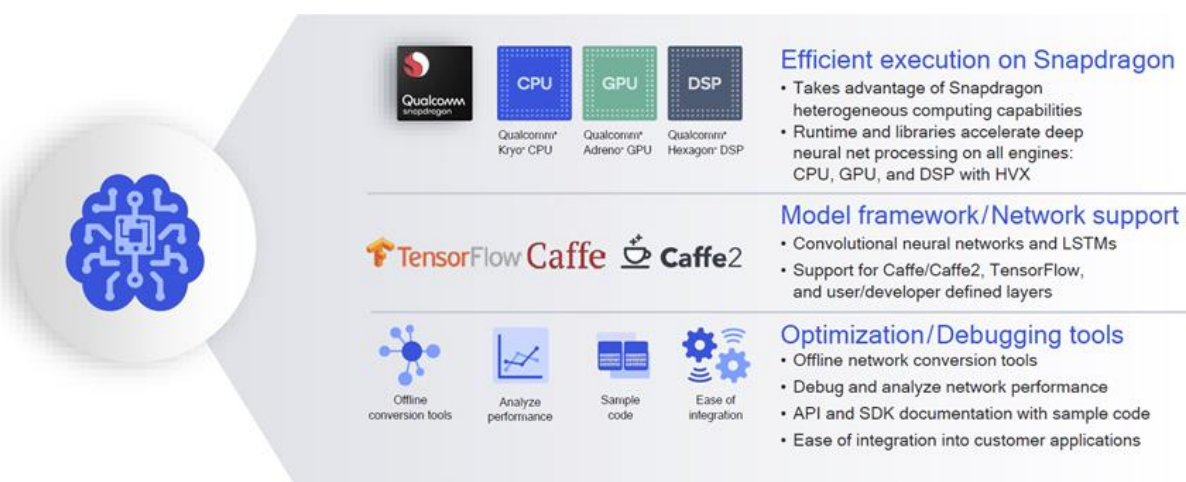 Qualcomm
snapdragon
CPU
GPU
DSP
Qualcomm®
Kryo™ CPU
Qualcomm®
Adreno™ GPU
Qualcomm®
Hexagon™ DSP
Efficient execution on Snapdragon
• Takes advantage of Snapdragon
heterogeneous computing capabilities
• Runtime and libraries accelerate deep
neural net processing on all engines:
CPU, GPU, and DSP with HVX
TensorFlow
Caffe
Caffe2
Model framework/Network support
• Convolutional neural networks and LSTMs
• Support for Caffe/Caffe2, TensorFlow,
and user/developer defined layers
Offline
conversion tools
Analyze
performance
Sample
code
Ease of
integration
Optimization/Debugging tools
• Offline network conversion tools
• Debug and analyze network performance
• API and SDK documentation with sample code
• Ease of integration into customer applications